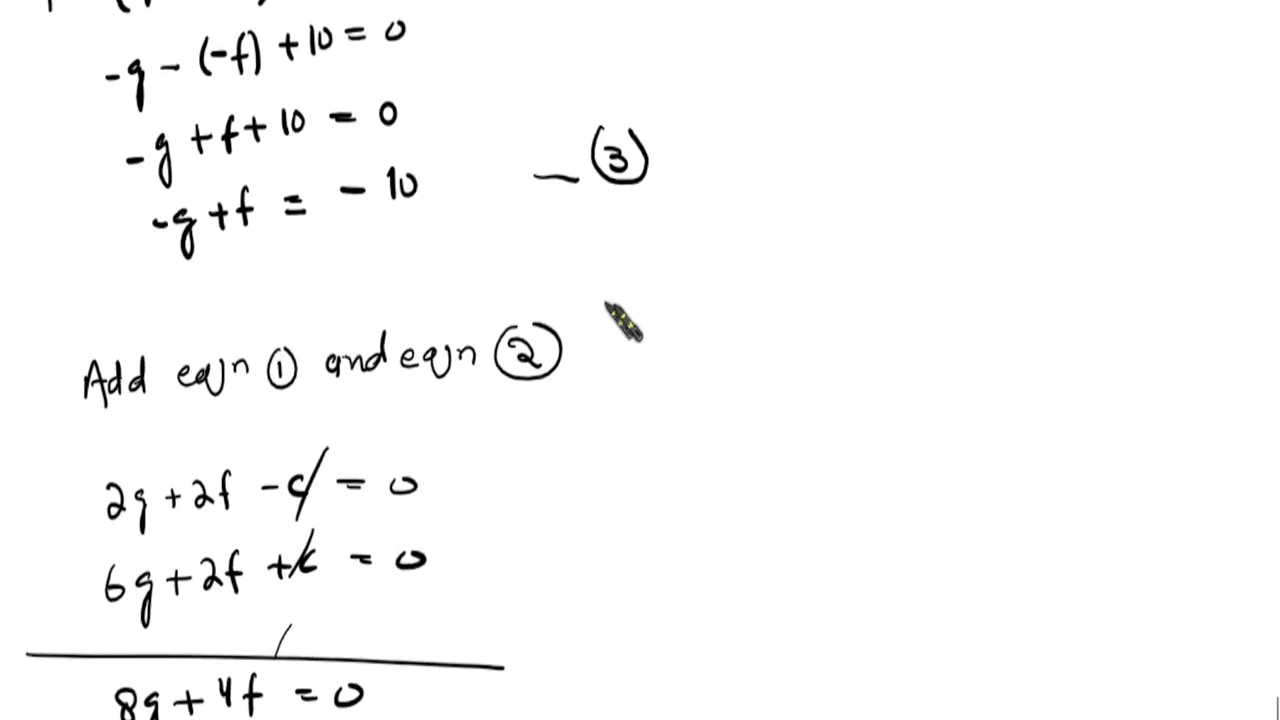 -g - (-f) + 10 = 0
-g + f + 10 = 0
-g + f = - 10
— ③
Add eqn ① and eqn ②
2g + 2f - c = 0
6g + 2f + c = 0
8g + 4f = 0